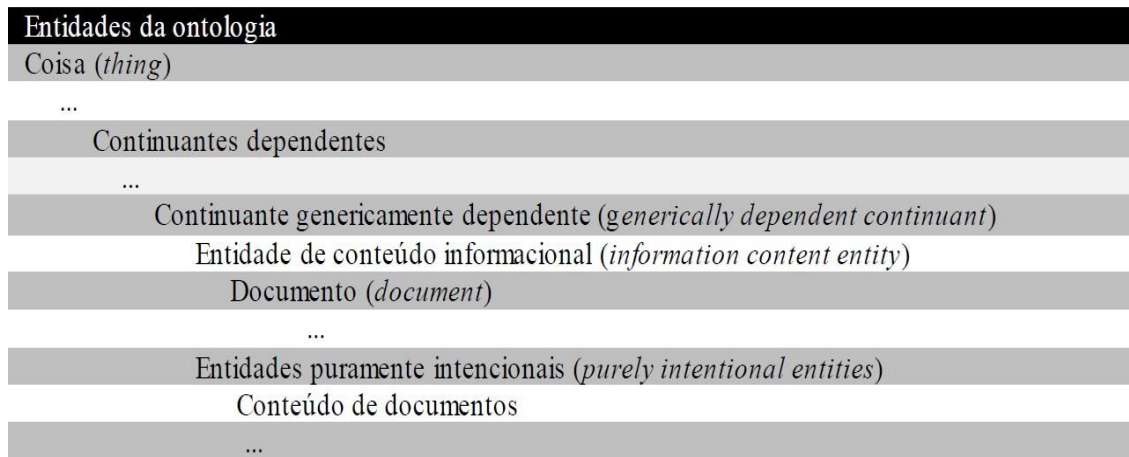 Entidades da ontologia
Coisa (thing)
...
Continuantes dependentes
...
Continuante genericamente dependente (generically dependent continuant)
Entidade de conteúdo informacional (information content entity)
Documento (document)
...
Entidades puramente intencionais (purely intentional entities)
Conteúdo de documentos
...